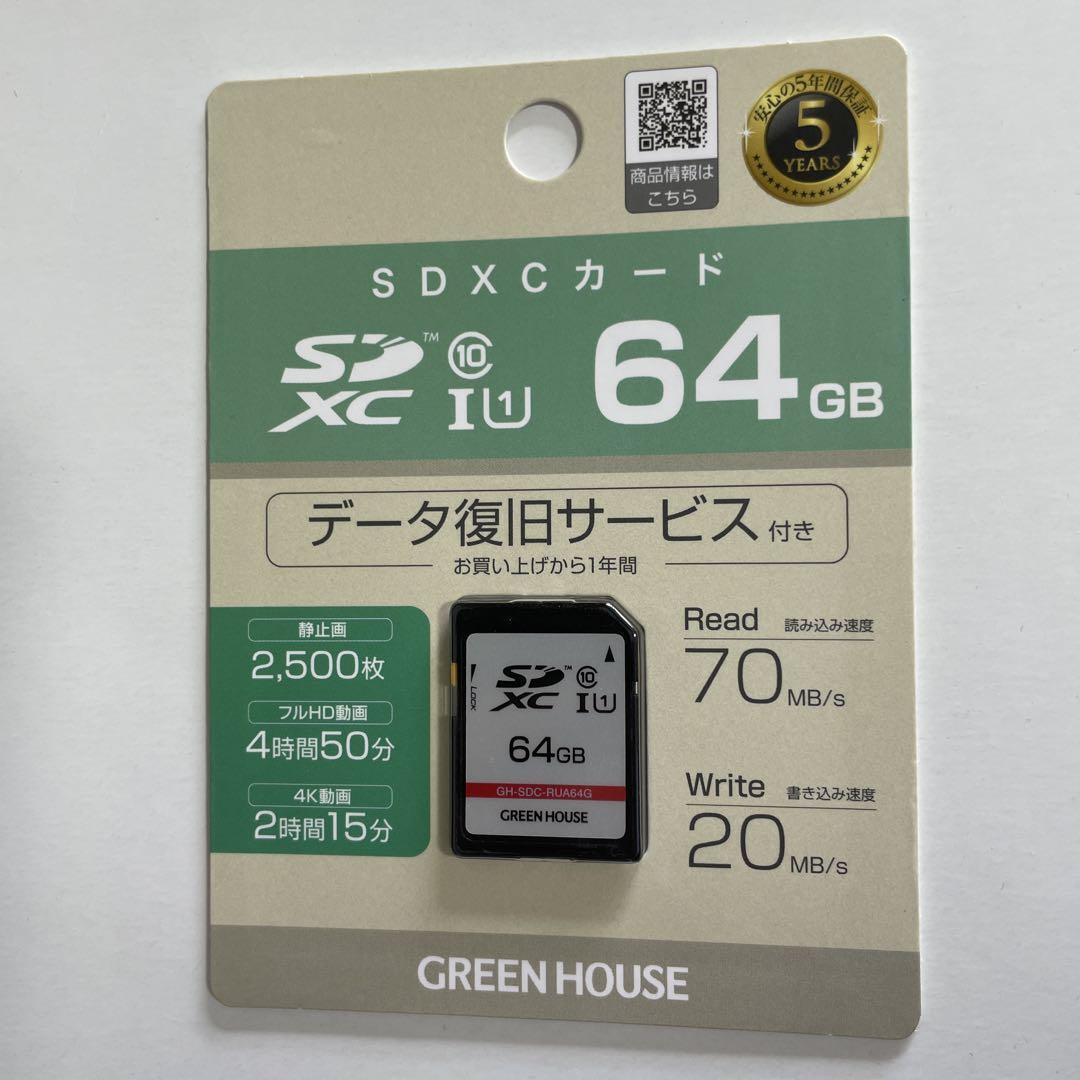 安心の5年間保証
5
YEARS
商品情報は
こちら
SDXCカード
SD™
XC
10
I U1
64GB
データ復旧サービス付き
お買い上げから1年間
静止画
2,500枚
フルHD動画
4時間50分
4K動画
2時間15分
LOCK
SD™
XC
10
I U1
64GB
GH-SDC-RUA64G
GREEN HOUSE
Read 読み込み速度
70MB/s
Write 書き込み速度
20MB/s
GREEN HOUSE